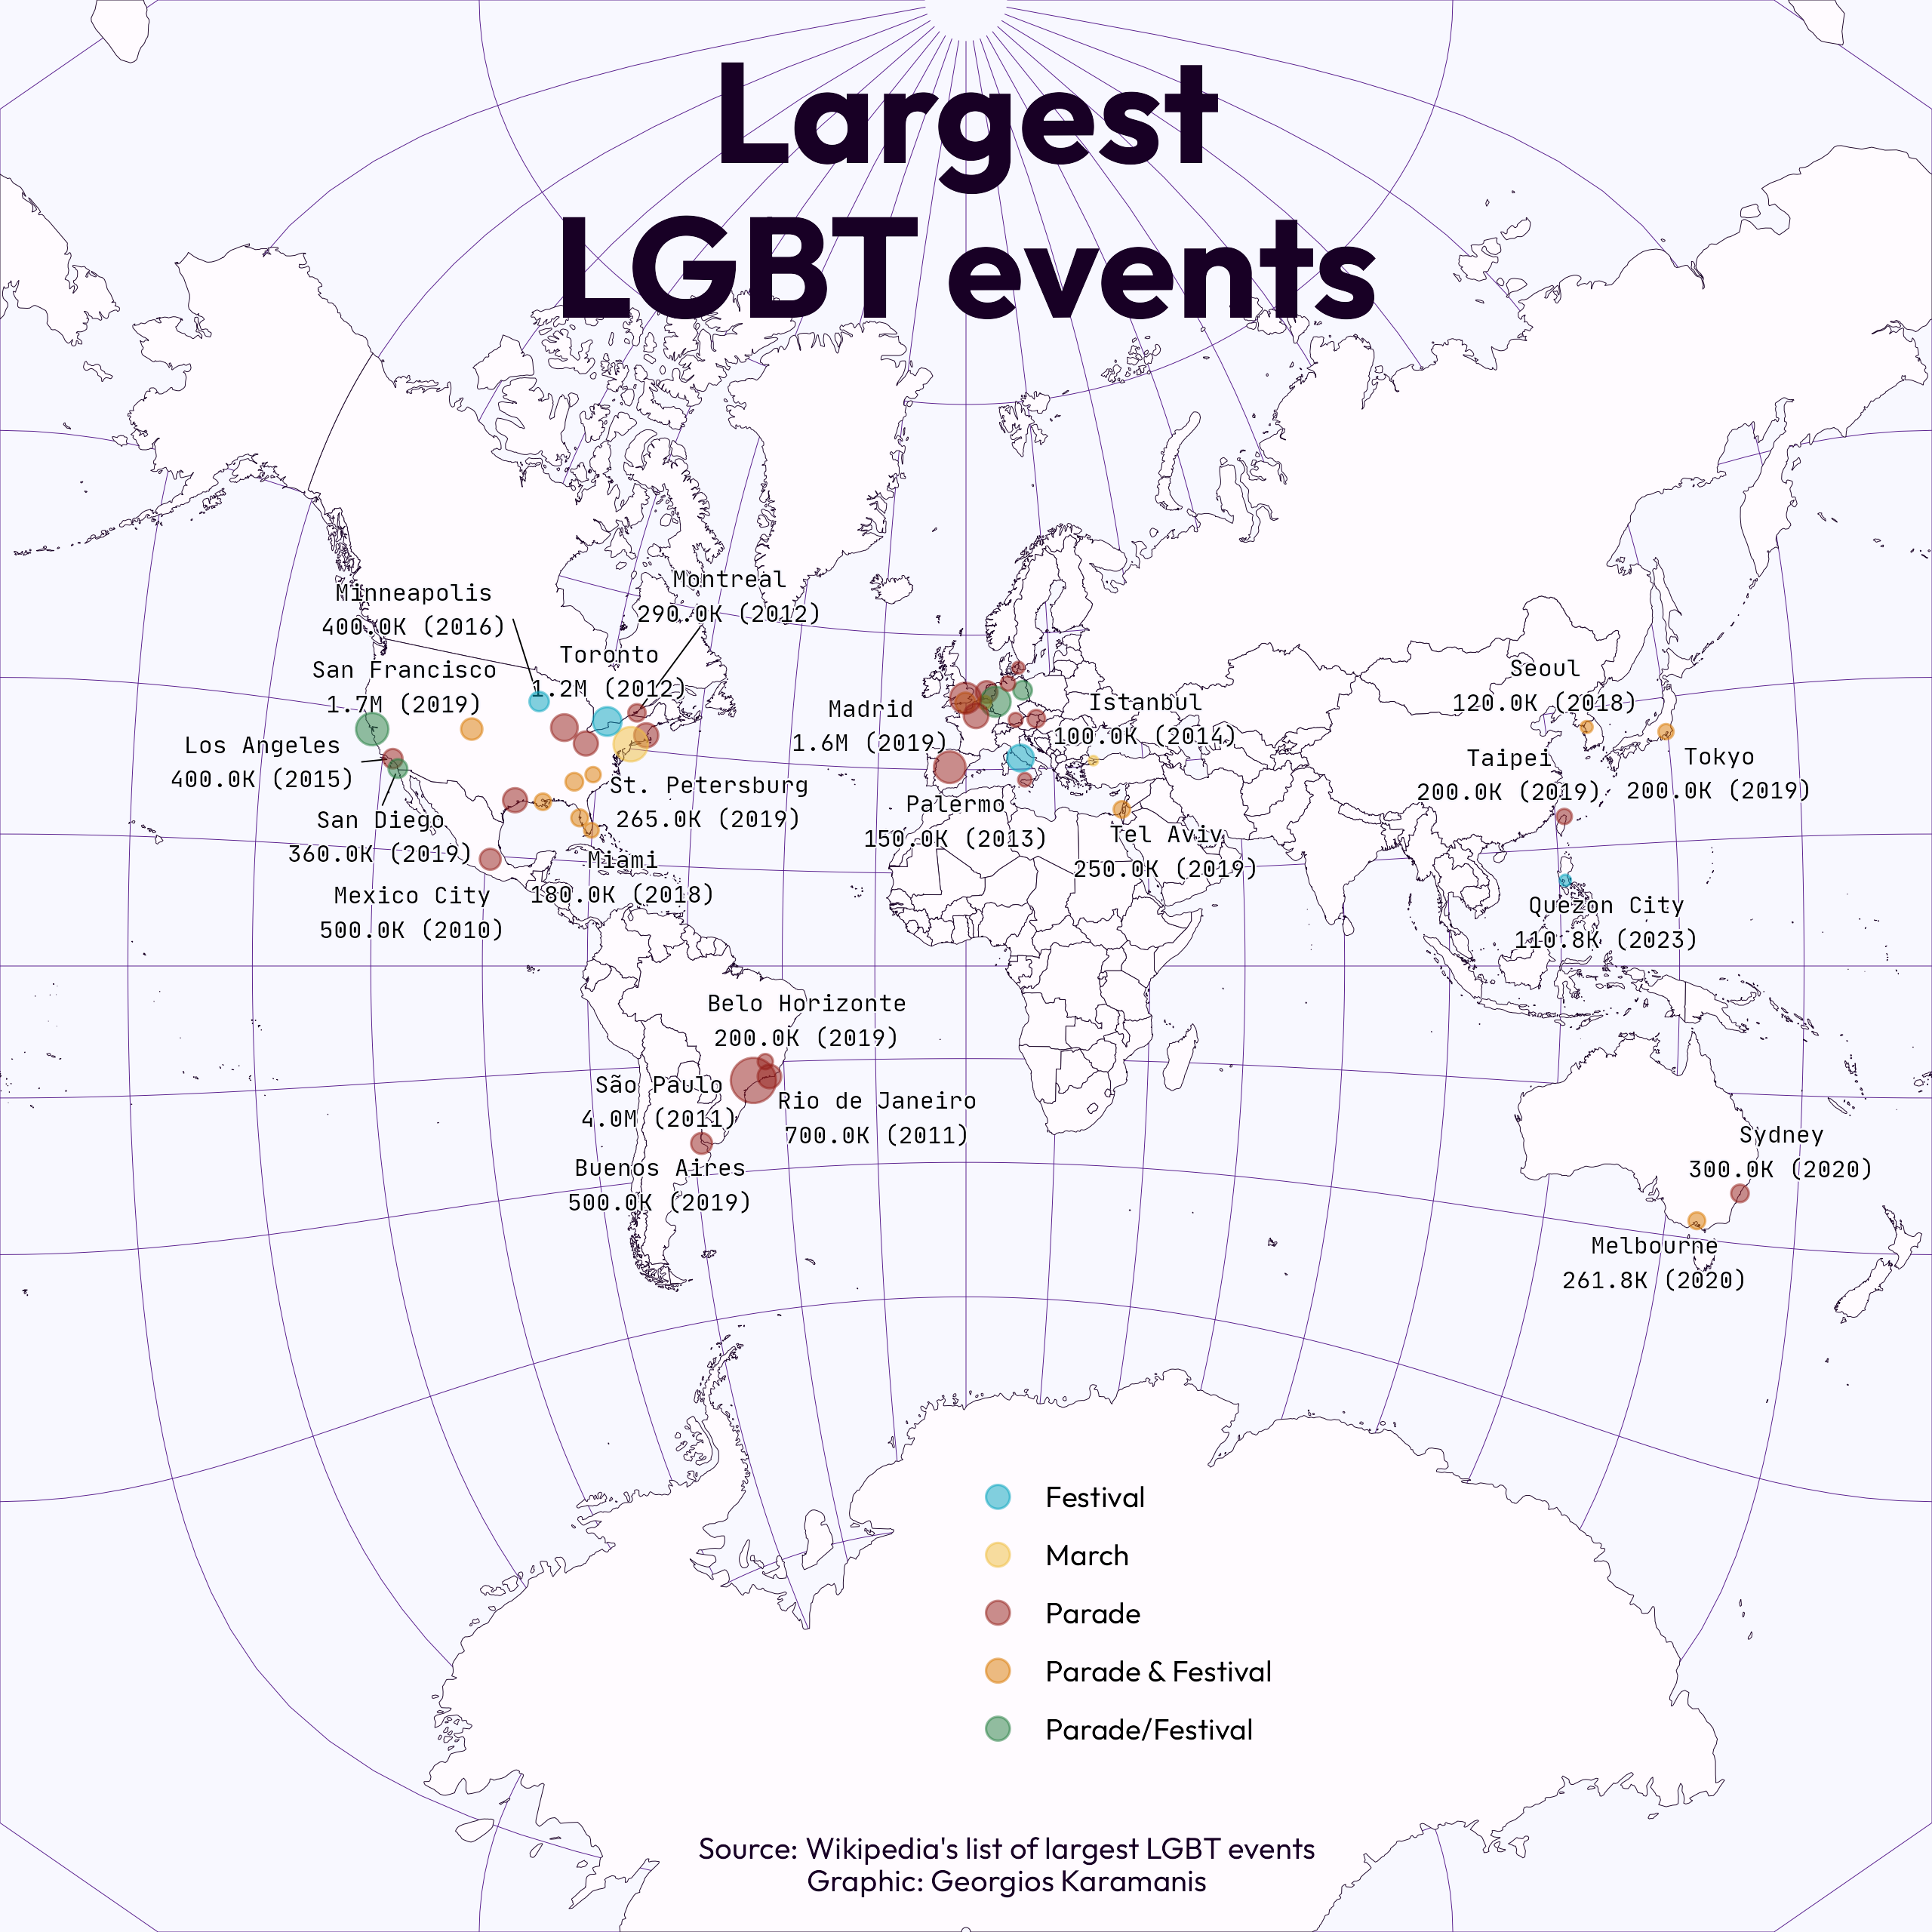 Largest
LGBT events
Minneapolis
400.0K (2016)
Montreal
290.0K (2012)
Toronto
1.2M (2012)
San Francisco
1.7M (2019)
Los Angeles
400.0K (2015)
San Diego
360.0K (2019)
Mexico City
500.0K (2010)
St. Petersburg
265.0K (2019)
Miami
180.0K (2018)
Madrid
1.6M (2019)
Istanbul
100.0K (2014)
Palermo
150.0K (2013)
Tel Aviv
250.0K (2019)
Seoul
120.0K (2018)
Taipei
200.0K (2019)
Tokyo
200.0K (2019)
Quezon City
110.8K (2023)
Belo Horizonte
200.0K (2019)
São Paulo
4.0M (2011)
Rio de Janeiro
700.0K (2011)
Buenos Aires
500.0K (2019)
Sydney
300.0K (2020)
Melbourne
261.8K (2020)
Festival
March
Parade
Parade & Festival
Parade/Festival
Source: Wikipedia's list of largest LGBT events
Graphic: Georgios Karamanis